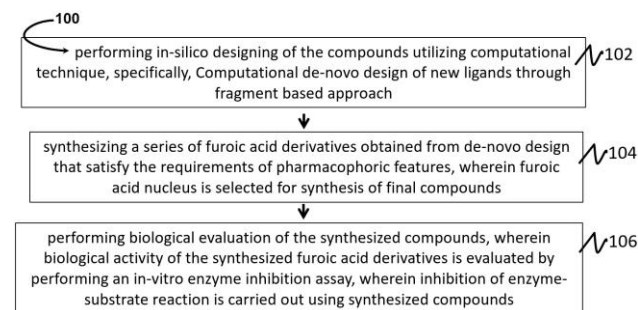 100
performing in-silico designing of the compounds utilizing computational
technique, specifically, Computational de-novo design of new ligands through
fragment based approach
102
synthesizing a series of furoic acid derivatives obtained from de-novo design
that satisfy the requirements of pharmacophoric features, wherein furoic
acid nucleus is selected for synthesis of final compounds
104
performing biological evaluation of the synthesized compounds, wherein
biological activity of the synthesized furoic acid derivatives is evaluated by
performing an in-vitro enzyme inhibition assay, wherein inhibition of enzyme-
substrate reaction is carried out using synthesized compounds
106